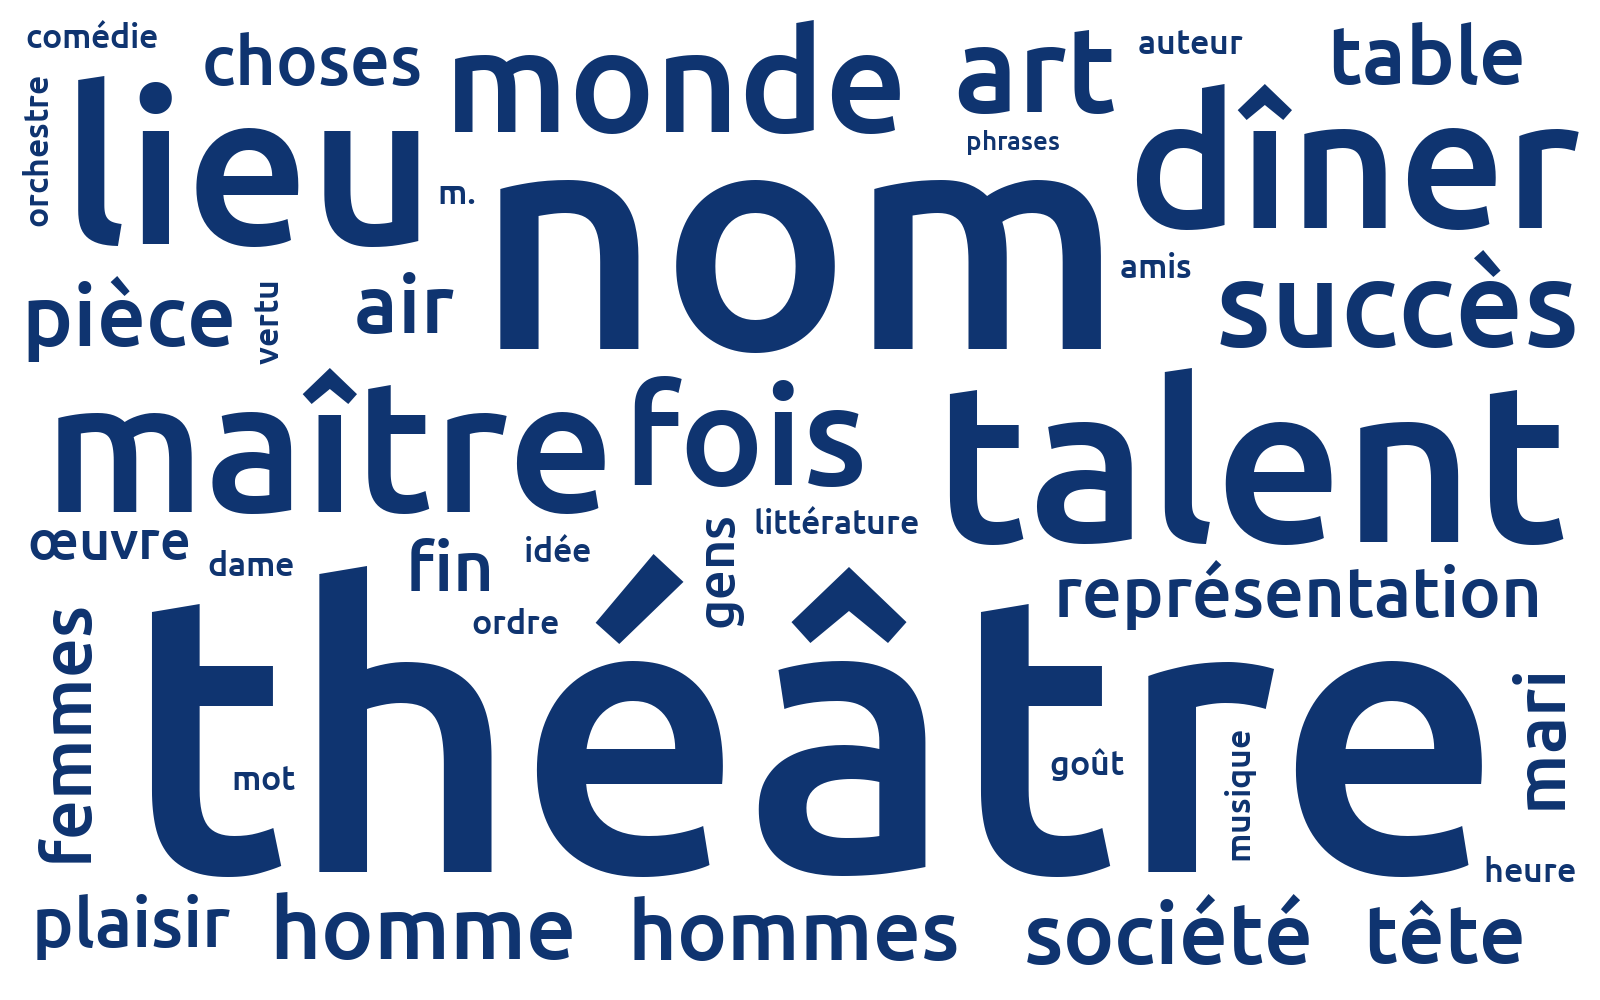 comédie
choses
monde
art
auteur
table
orchestre
lieu
dîner
phrases
m.
nom
amis
pièce
vertu
air
succès
maître
fois
talent
œuvre
dame
fin
idée
gens
littérature
ordre
représentation
femmes
théâtre
mot
goût
musique
mari
heure
plaisir
homme
hommes
société
tête